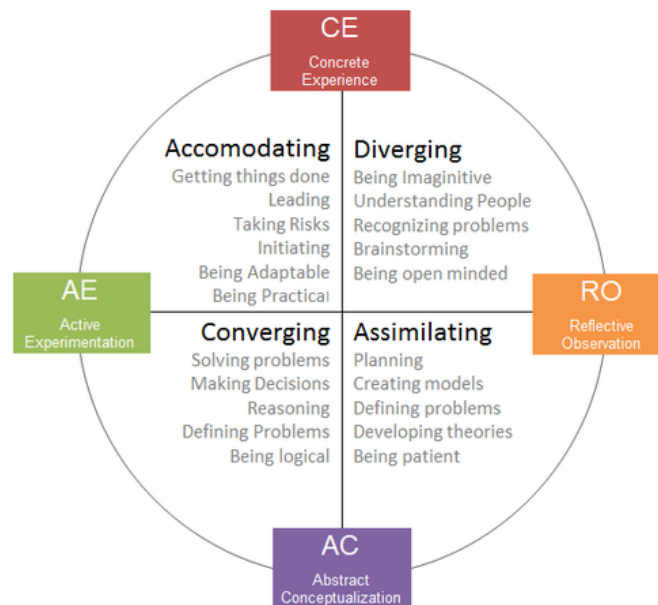 CE
Concrete
Experience
Accomodating
Getting things done
Leading
Taking Risks
Initiating
Being Adaptable
Being Practical
Diverging
Being Imaginitive
Understanding People
Recognizing problems
Brainstorming
Being open minded
AE
Active
Experimentation
RO
Reflective
Observation
Converging
Solving problems
Making Decisions
Reasoning
Defining Problems
Being logical
Assimilating
Planning
Creating models
Defining problems
Developing theories
Being patient
AC
Abstract
Conceptualization